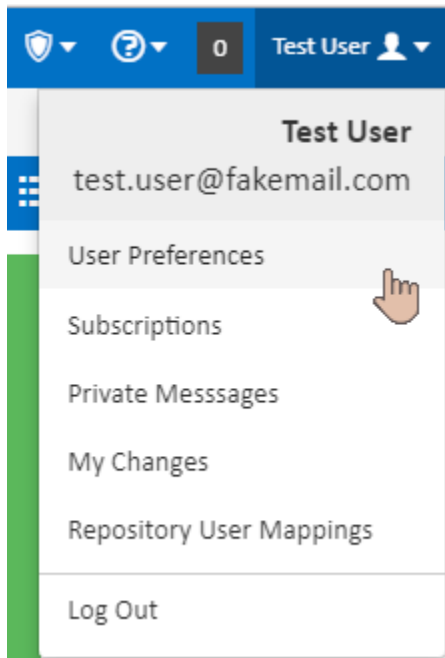 0 Test User
Test User
test.user@fakemail.com
User Preferences
Subscriptions
Private Messsages
My Changes
Repository User Mappings
Log Out